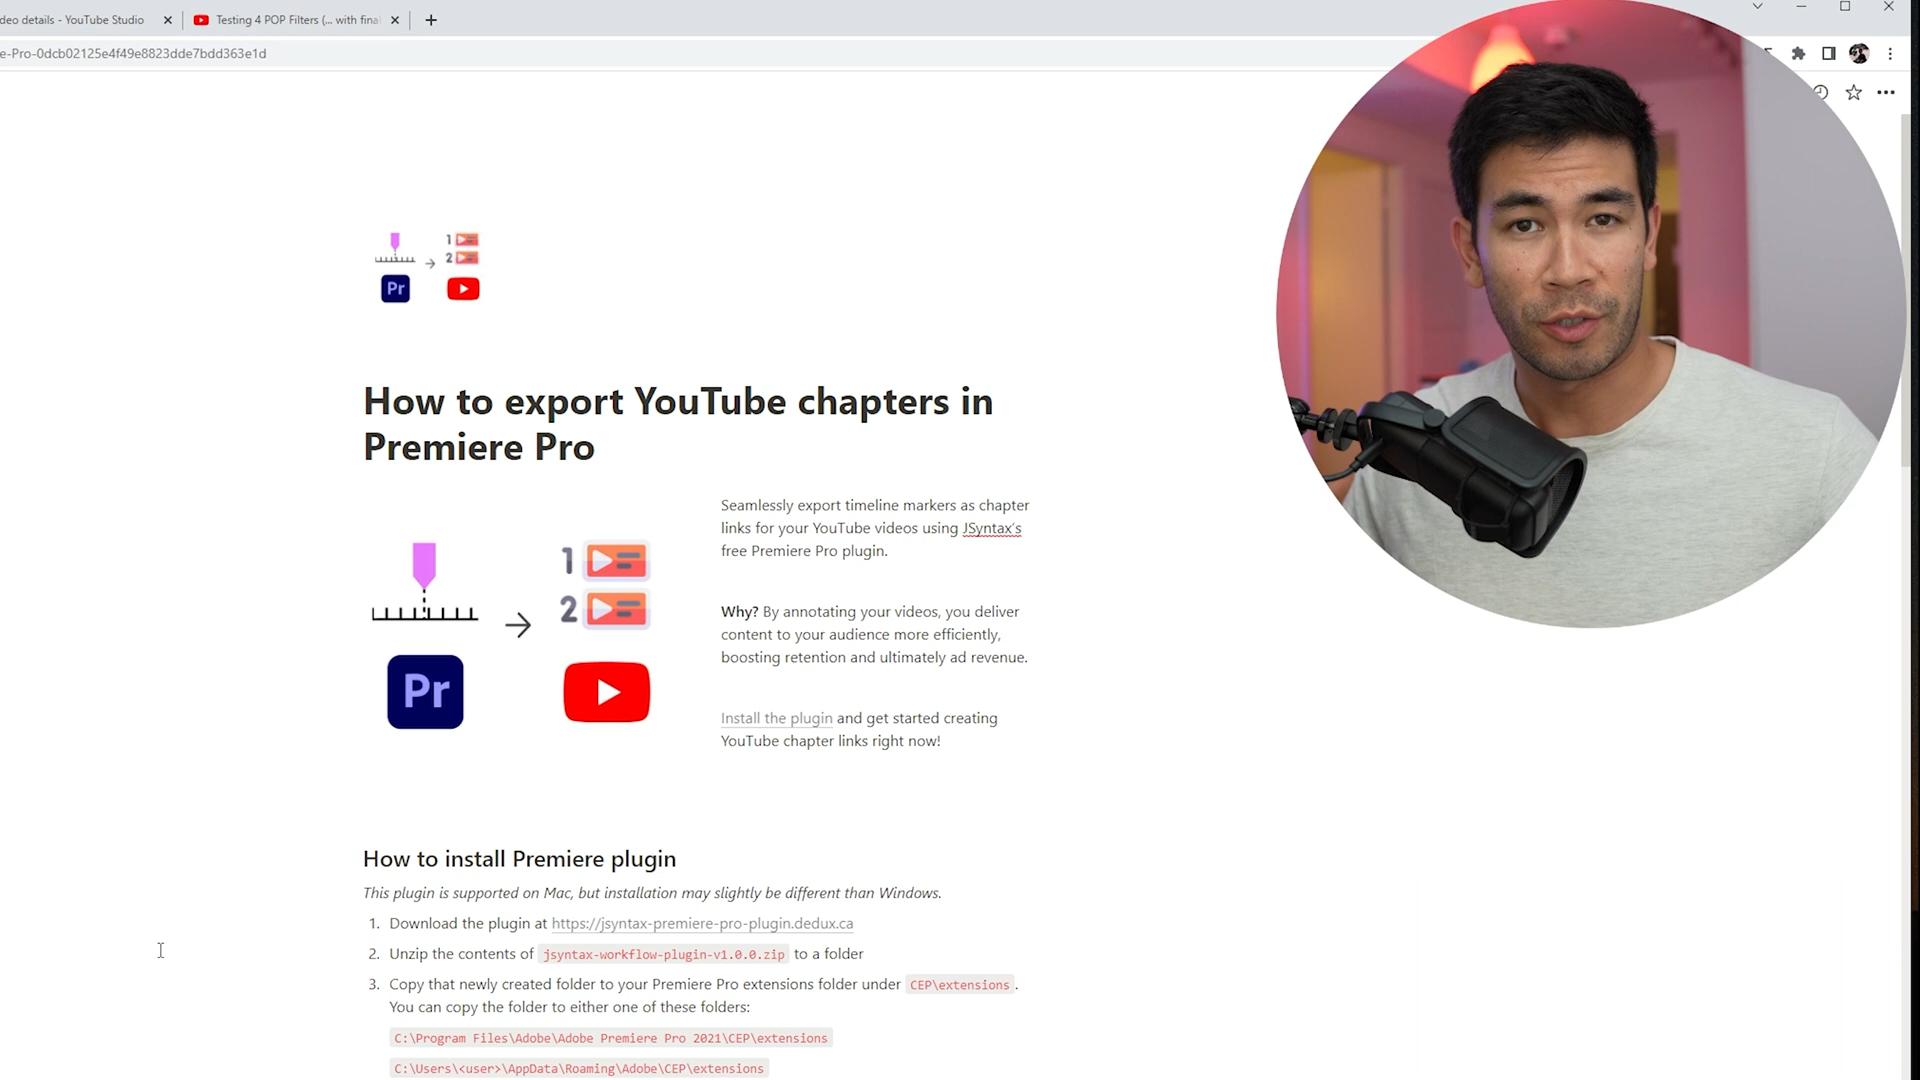 deo details - YouTube Studio
Testing 4 POP Filters (... with fina
e-Pro-0dcb02125e4f49e8823dde7bdd363e1d
1
2
Pr
How to export YouTube chapters in
Premiere Pro
1
2
Pr
Seamlessly export timeline markers as chapter
links for your YouTube videos using JSyntax's
free Premiere Pro plugin.
Why? By annotating your videos, you deliver
content to your audience more efficiently,
boosting retention and ultimately ad revenue.
Install the plugin and get started creating
YouTube chapter links right now!
How to install Premiere plugin
This plugin is supported on Mac, but installation may slightly be different than Windows.
1. Download the plugin at https://jsyntax-premiere-pro-plugin.dedux.ca
2. Unzip the contents of jsyntax-workflow-plugin-v1.0.0.zip to a folder
3. Copy that newly created folder to your Premiere Pro extensions folder under CEP\extensions.
You can copy the folder to either one of these folders:
C:\Program Files\Adobe\Adobe Premiere Pro 2021\CEP\extensions
C:\Users\<user>\AppData\Roaming\Adobe\CEP\extensions